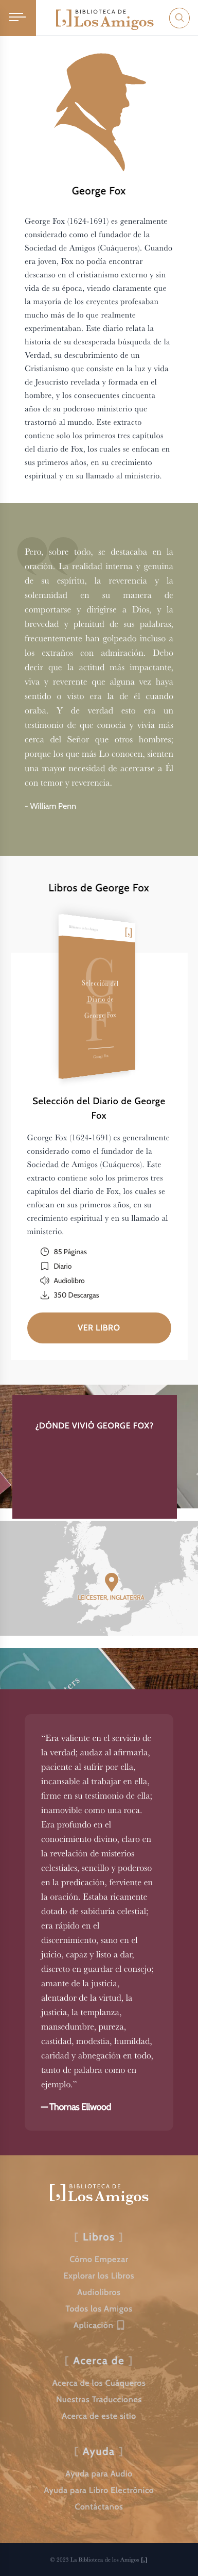 BIBLIOTECA DE
Los Amigos
George Fox
George Fox (1624-1691) es generalmente
considerado como el fundador de la
Sociedad de Amigos (Cuáqueros). Cuando
era joven, Fox no podía encontrar
descanso en el cristianismo externo y sin
vida de su época, viendo claramente que
la mayoría de los creyentes profesaban
mucho más de lo que realmente
experimentaban. Este diario relata la
historia de su desesperada búsqueda de la
Verdad, su descubrimiento de un
Cristianismo que consiste en la luz y vida
de Jesucristo revelada y formada en el
hombre, y los consecuentes cincuenta
años de su poderoso ministerio que
trastornó al mundo. Este extracto
contiene solo los primeros tres capítulos
del diario de Fox, los cuales se enfocan en
sus primeros años, en su crecimiento
espiritual y en su llamado al ministerio.
Pero, sobre todo, se destacaba en la
oración. La realidad interna y genuina
de su espíritu, la reverencia y la
solemnidad en su manera de
comportarse y dirigirse a Dios, y la
brevedad y plenitud de sus palabras,
frecuentemente han golpeado incluso a
los extraños con admiración. Debo
decir que la actitud más impactante,
viva y reverente que alguna vez haya
sentido o visto era la de él cuando
oraba. Y de verdad esto era un
testimonio de que conocía y vivía más
cerca del Señor que otros hombres;
porque los que más Lo conocen, sienten
una mayor necesidad de acercarse a Él
con temor y reverencia.
- William Penn
Libros de George Fox
GF
Selección del
Diario de
George Fox
George Fox
Selección del Diario de George
Fox
George Fox (1624-1691) es generalmente
considerado como el fundador de la
Sociedad de Amigos (Cuáqueros). Este
extracto contiene solo los primeros tres
capítulos del diario de Fox, los cuales se
enfocan en sus primeros años, en su
crecimiento espiritual y en su llamado al
ministerio.
85 Páginas
Diario
Audiolibro
350 Descargas
VER LIBRO
¿DÓNDE VIVIÓ GEORGE FOX?
LEICESTER, INGLATERRA
“Era valiente en el servicio de
la verdad; audaz al afirmarla,
paciente al sufrir por ella,
incansable al trabajar en ella,
firme en su testimonio de ella;
inamovible como una roca.
Era profundo en el
conocimiento divino, claro en
la revelación de misterios
celestiales, sencillo y poderoso
en la predicación, ferviente en
la oración. Estaba ricamente
dotado de sabiduría celestial;
era rápido en el
discernimiento, sano en el
juicio, capaz y listo a dar,
discreto en guardar el consejo;
amante de la justicia,
alentador de la virtud, la
justicia, la templanza,
mansedumbre, pureza,
castidad, modestia, humildad,
caridad y abnegación en todo,
tanto de palabra como en
ejemplo.”
— Thomas Ellwood
BIBLIOTECA DE
Los Amigos
[ Libros ]
Cómo Empezar
Explorar los Libros
Audiolibros
Todos los Amigos
Aplicación
[ Acerca de ]
Acerca de los Cuáqueros
Nuestras Traducciones
Acerca de este sitio
[ Ayuda ]
Ayuda para Audio
Ayuda para Libro Electrónico
Contáctanos
© 2023 La Biblioteca de los Amigos